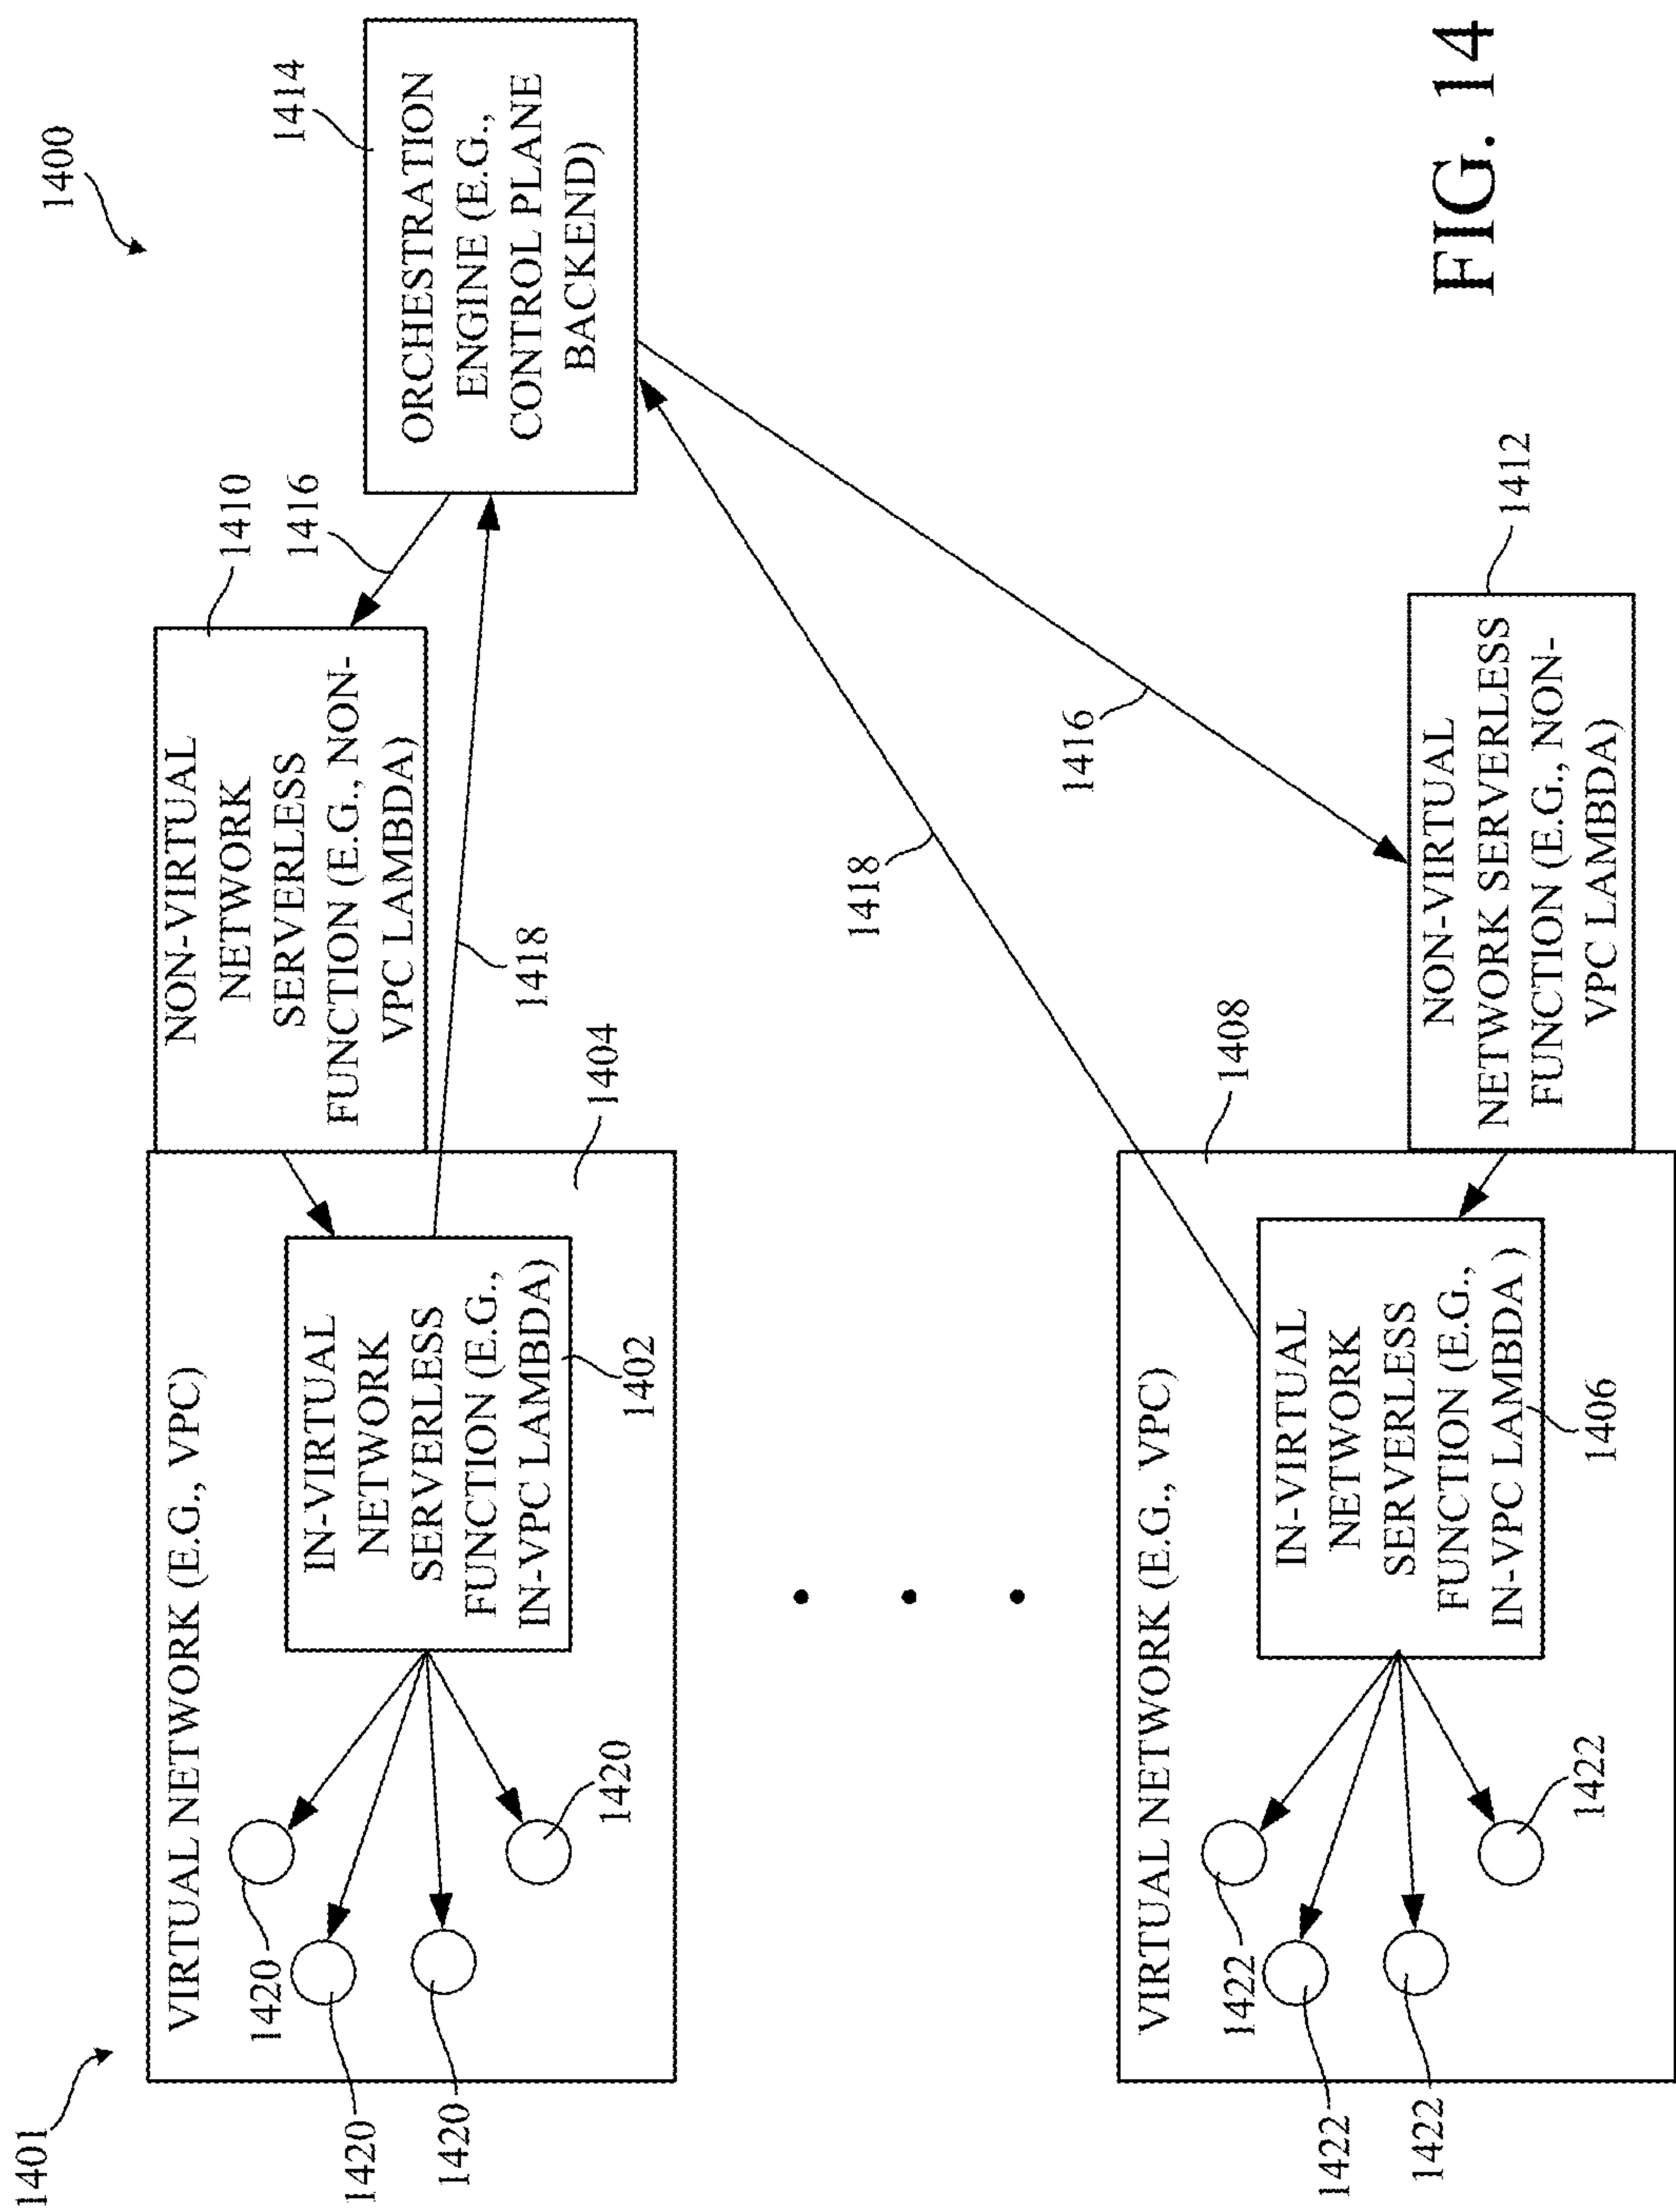 1400
1401
VIRTUAL NETWORK (E.G., VPC)
1420
1420
1420
1420
IN-VIRTUAL
NETWORK
SERVERLESS
FUNCTION (E.G.,
IN-VPC LAMBDA)
1402
1404
NON-VIRTUAL
NETWORK
SERVERLESS
FUNCTION (E.G., NON-
VPC LAMBDA)
1410
1416
1418
1414
ORCHESTRATION
ENGINE (E.G.,
CONTROL PLANE
BACKEND)
1418
1416
VIRTUAL NETWORK (E.G., VPC)
1422
1422
1422
1422
IN-VIRTUAL
NETWORK
SERVERLESS
FUNCTION (E.G.,
IN-VPC LAMBDA )
1406
1408
NON-VIRTUAL
NETWORK SERVERLESS
FUNCTION (E.G., NON-
VPC LAMBDA)
1412
FIG. 14